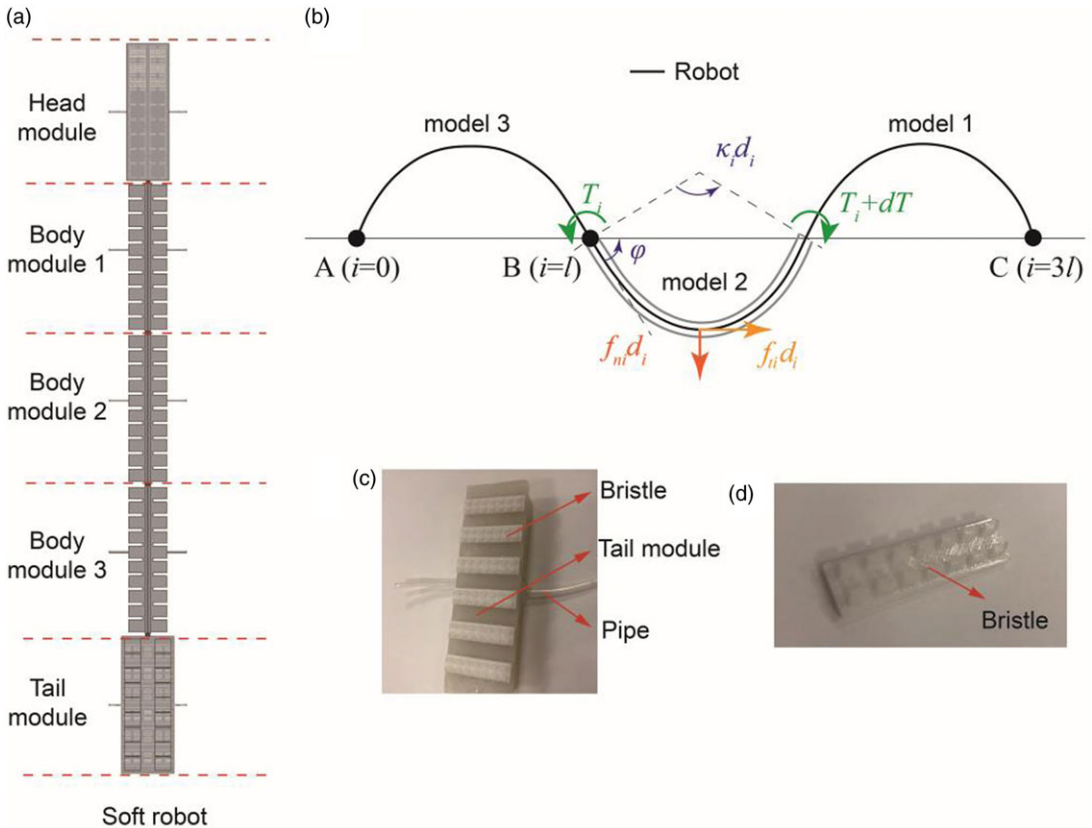 (a)
Head
module
Body
module 1
Body
module 2
Body
module 3
Tail
module
Soft robot
(b)
Robot
model 3
model 1
κidi
Ti
Ti+dT
φ
A (i=0)
B (i=l)
model 2
C (i=3l)
fnidi
ftidi
(c)
Bristle
Tail module
Pipe
(d)
Bristle